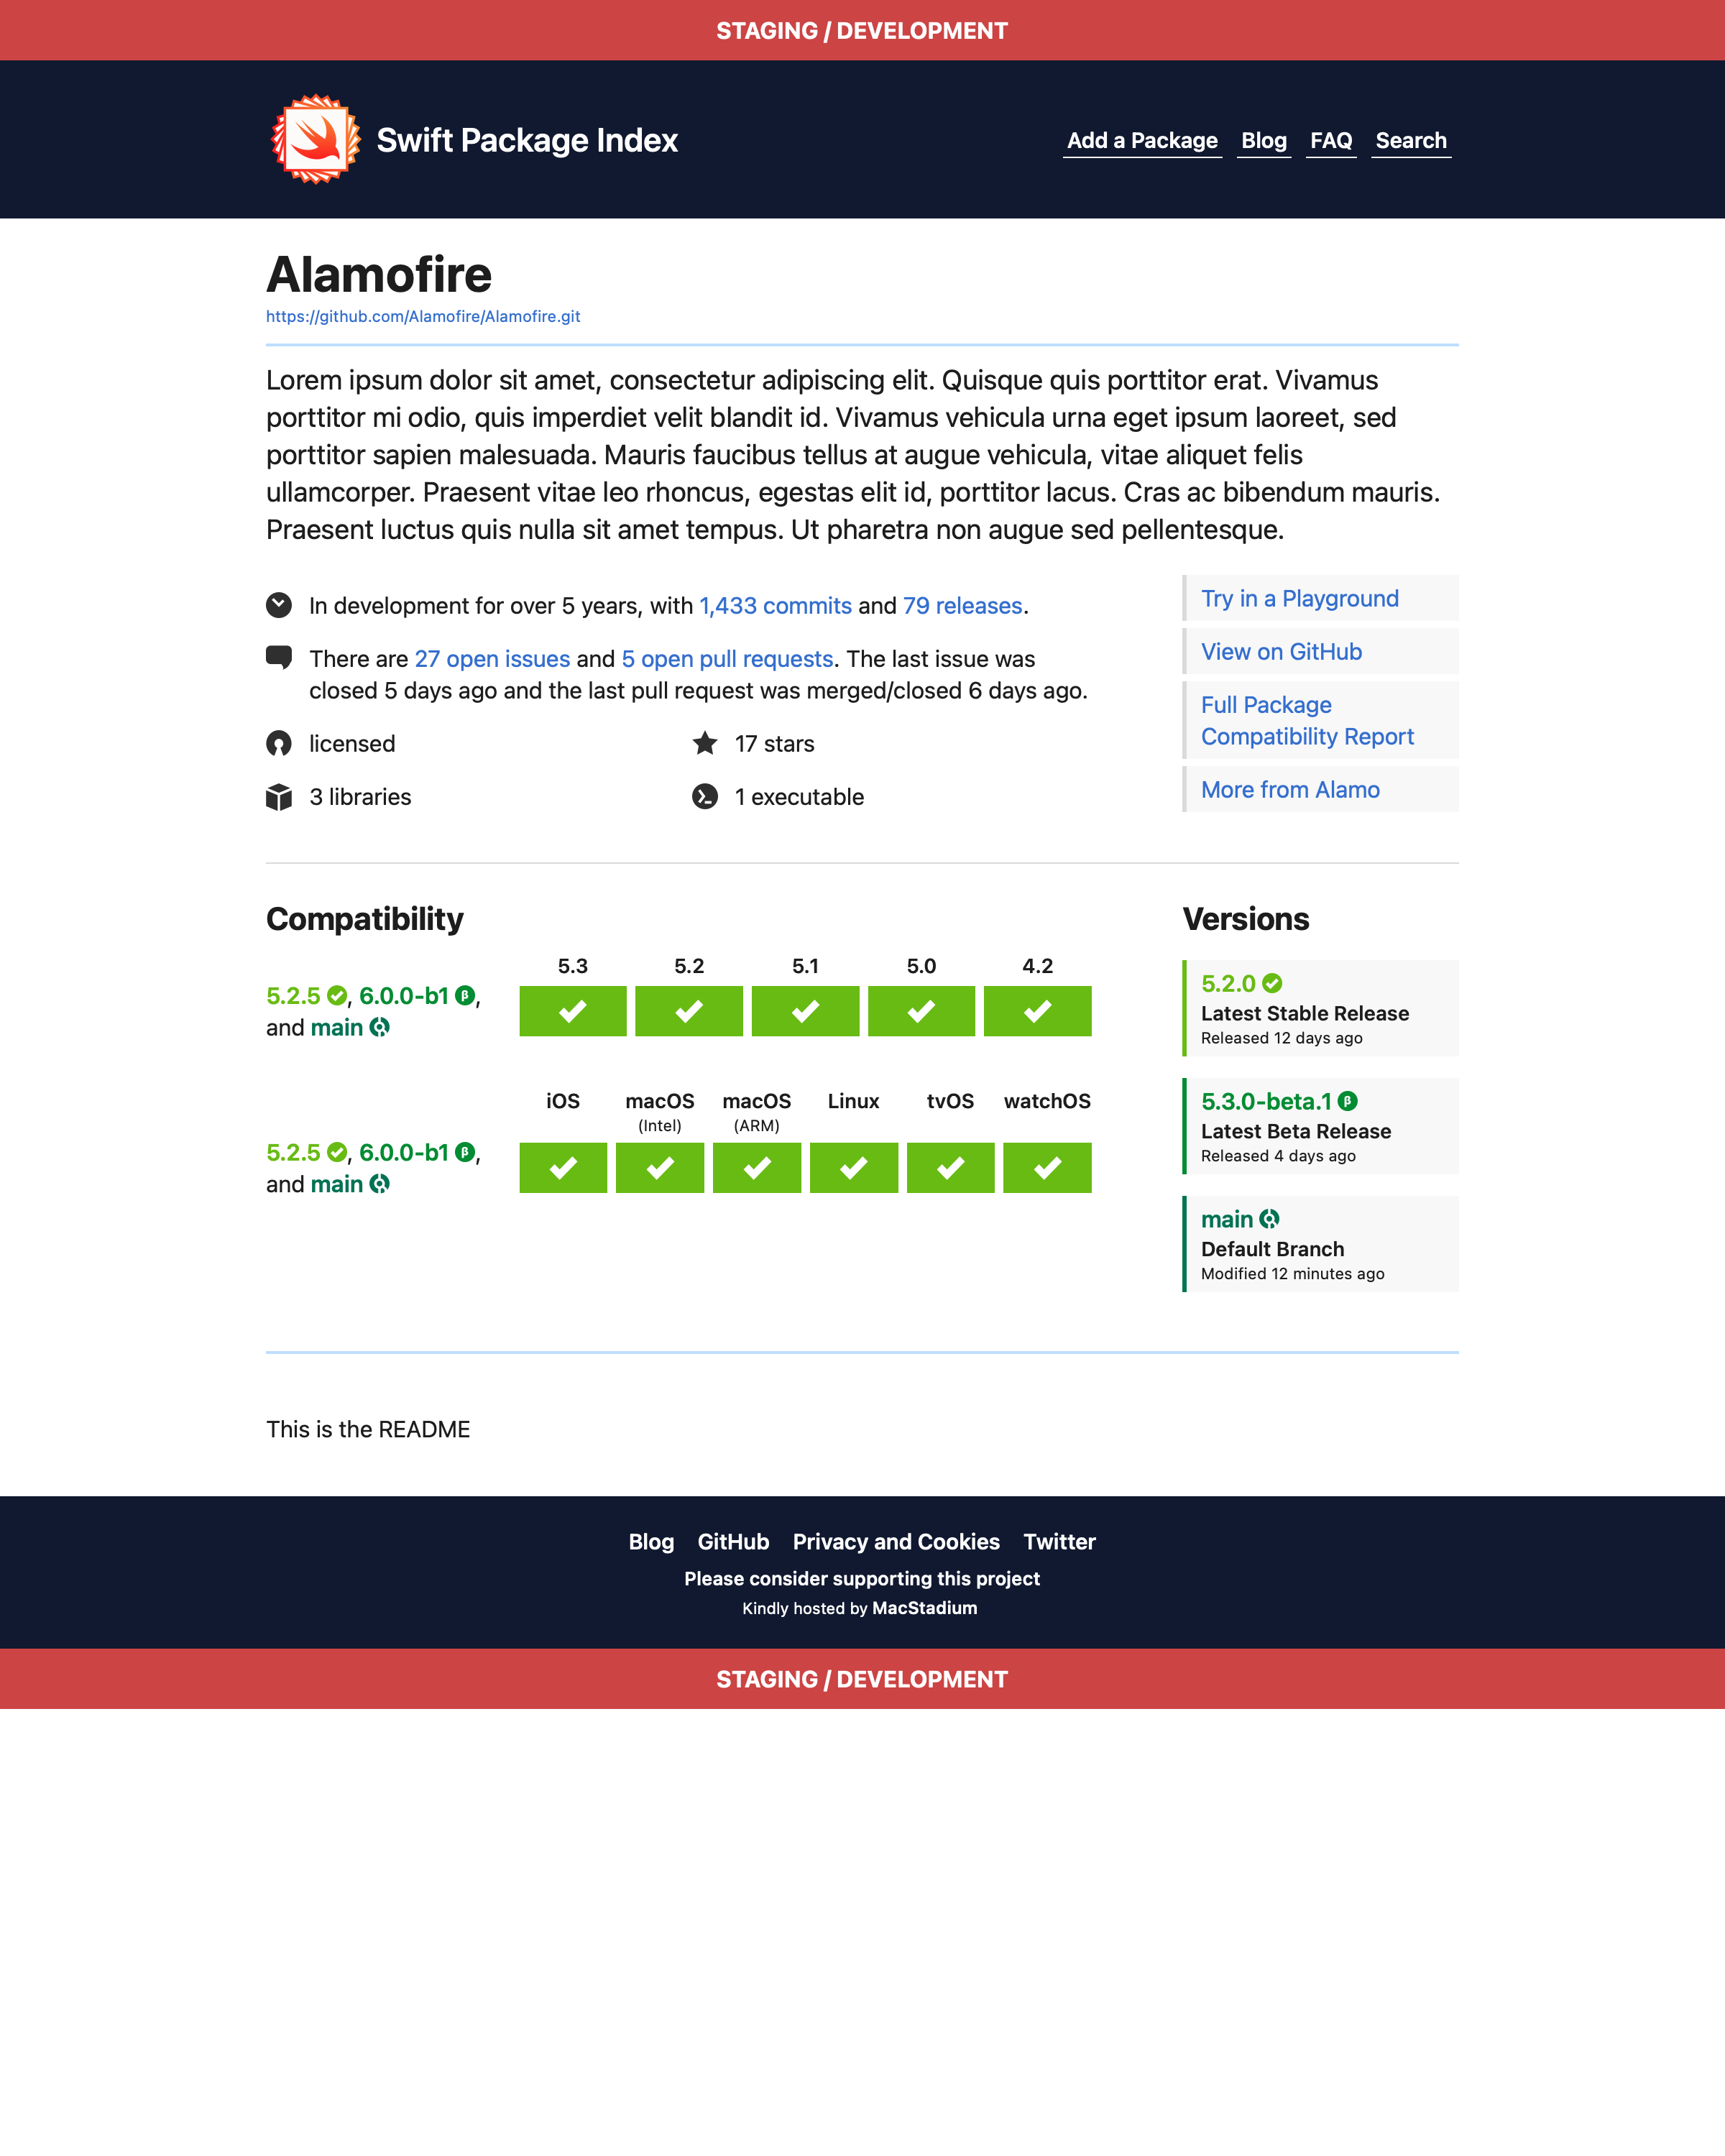 STAGING / DEVELOPMENT
Swift Package Index
Add a Package Blog FAQ Search
Alamofire
https://github.com/Alamofire/Alamofire.git
Lorem ipsum dolor sit amet, consectetur adipiscing elit. Quisque quis porttitor erat. Vivamus
porttitor mi odio, quis imperdiet velit blandit id. Vivamus vehicula urna eget ipsum laoreet, sed
porttitor sapien malesuada. Mauris faucibus tellus at augue vehicula, vitae aliquet felis
ullamcorper. Praesent vitae leo rhoncus, egestas elit id, porttitor lacus. Cras ac bibendum mauris.
Praesent luctus quis nulla sit amet tempus. Ut pharetra non augue sed pellentesque.
In development for over 5 years, with 1,433 commits and 79 releases.
There are 27 open issues and 5 open pull requests. The last issue was
closed 5 days ago and the last pull request was merged/closed 6 days ago.
licensed
17 stars
3 libraries
1 executable
Try in a Playground
View on GitHub
Full Package
Compatibility Report
More from Alamo
Compatibility
5.3 5.2 5.1 5.0 4.2
5.2.5, 6.0.0-b1 β,
and main
iOS macOS macOS Linux tvOS watchOS
(Intel) (ARM)
5.2.5, 6.0.0-b1 β,
and main
Versions
5.2.0
Latest Stable Release
Released 12 days ago
5.3.0-beta.1 β
Latest Beta Release
Released 4 days ago
main
Default Branch
Modified 12 minutes ago
This is the README
Blog GitHub Privacy and Cookies Twitter
Please consider supporting this project
Kindly hosted by MacStadium
STAGING / DEVELOPMENT